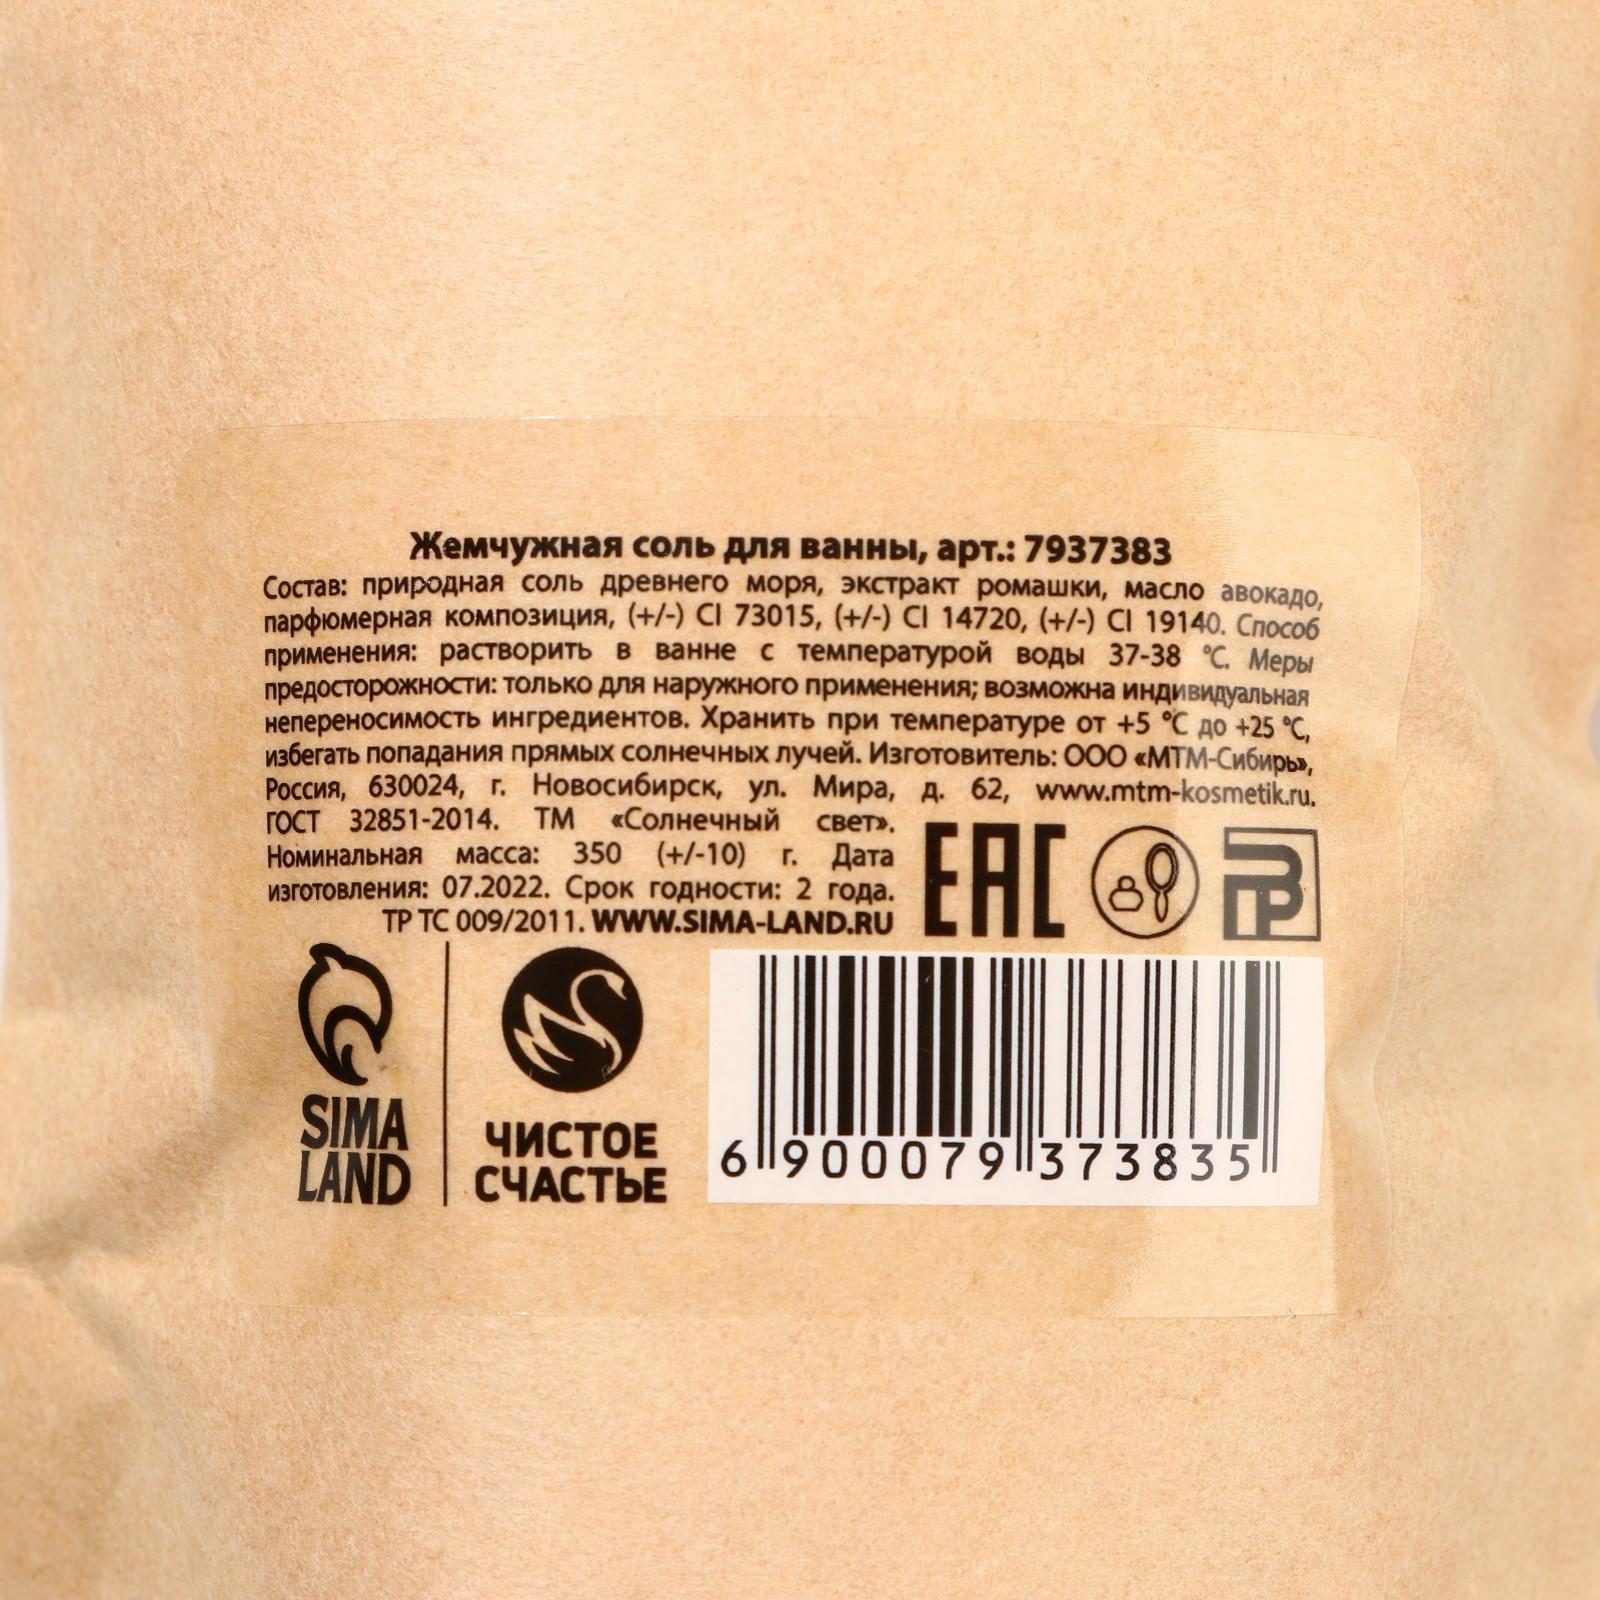 Жемчужная соль для ванны, арт.: 7937383
Состав: природная соль древнего моря, экстракт ромашки, масло авокадо,
парфюмерная композиция, (+/-) CI 73015, (+/-) CI 14720, (+/-) CI 19140. Способ
применения: растворить в ванне с температурой воды 37-38 °С. Меры
предосторожности: только для наружного применения; возможна индивидуальная
непереносимость ингредиентов. Хранить при температуре от +5 °С до +25 °С,
избегать попадания прямых солнечных лучей. Изготовитель: ООО «МТМ-Сибирь»,
Россия, 630024, г. Новосибирск, ул. Мира, д. 62, www.mtm-kosmetik.ru.
ГОСТ 32851-2014. ТМ «Солнечный свет».
Номинальная масса: 350 (+/-10) г. Дата
изготовления: 07.2022. Срок годности: 2 года.
ТР ТС 009/2011. WWW.SIMA-LAND.RU
EAC
SIMA
LAND
ЧИСТОЕ
СЧАСТЬЕ
6 900079 373835